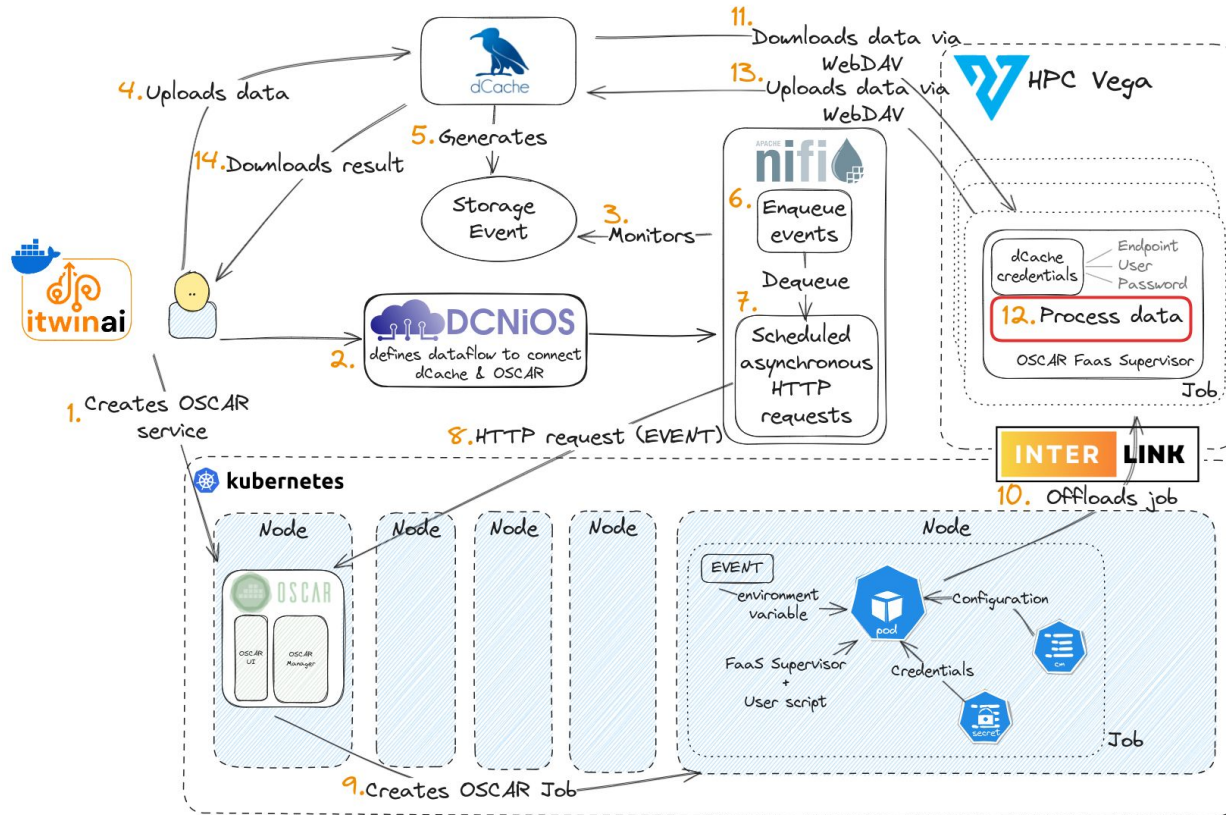 11.
Downloads data via
WebDAV
13.
Uploads data via
WebDAV
dCache
HPC Vega
4. Uploads data
5. Generates
14. Downloads result
APACHE
nifi
Storage
Event
3.
Monitors
6.
Enqueue
events
Dequeue
dCache
credentials
Endpoint
User
Password
12. Process data
OSCAR FaaS Supervisor
Job
itwinai
2.
DCNiOS
defines dataflow to connect
dCache & OSCAR
7.
Scheduled
asynchronous
HTTP
requests
1. Creates OSCAR
service
8. HTTP request (EVENT)
INTER LINK
10. Offloads job
kubernetes
Node
Node
Node
Node
Node
EVENT
environment
variable
pod
Configuration
cm
OSCAR
OSCAR
UI
OSCAR
Manager
FaaS Supervisor
+
User script
Credentials
secret
Job
9. Creates OSCAR Job